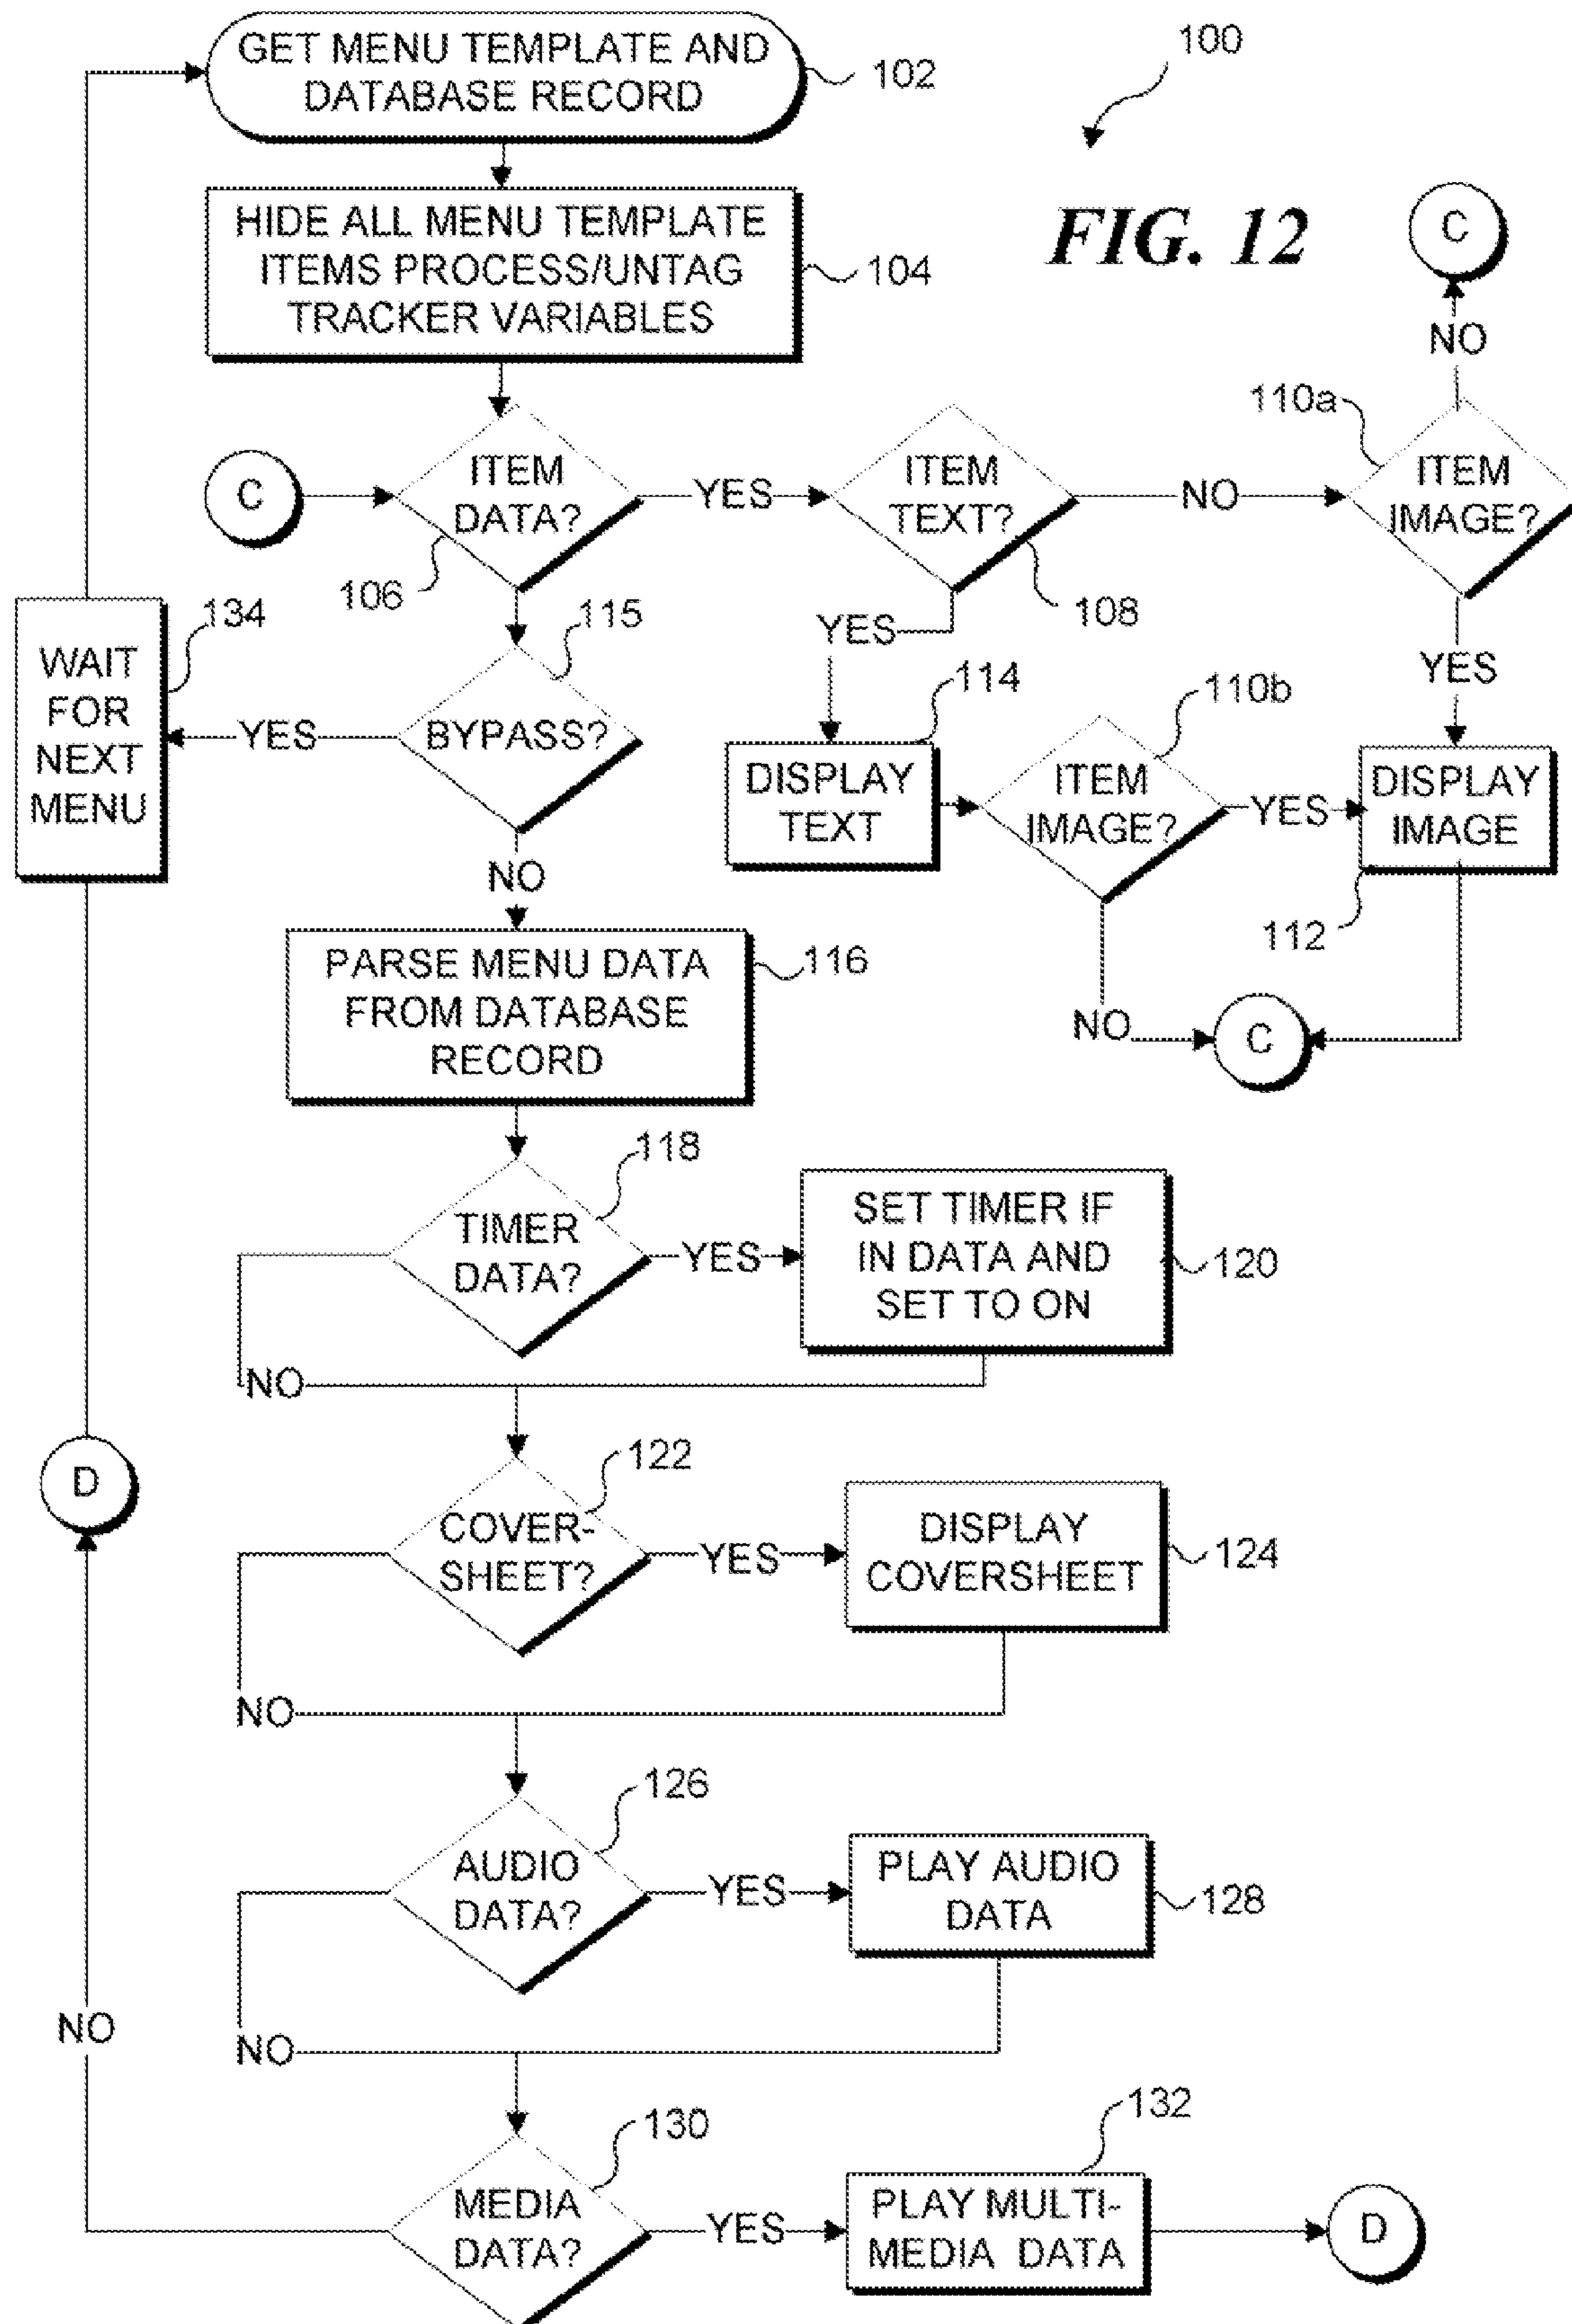 GET MENU TEMPLATE AND
DATABASE RECORD
102
100
HIDE ALL MENU TEMPLATE
ITEMS PROCESS/UNTAG
TRACKER VARIABLES
104
FIG. 12
C
NO
110a
C
ITEM
DATA?
106
YES
ITEM
TEXT?
108
NO
ITEM
IMAGE?
YES
YES
134
WAIT
FOR
NEXT
MENU
YES
115
BYPASS?
NO
114
DISPLAY
TEXT
110b
ITEM
IMAGE?
YES
DISPLAY
IMAGE
112
NO
C
PARSE MENU DATA
FROM DATABASE
RECORD
116
118
TIMER
DATA?
YES
SET TIMER IF
IN DATA AND
SET TO ON
120
NO
D
122
COVER-
SHEET?
YES
DISPLAY
COVERSHEET
124
NO
126
AUDIO
DATA?
YES
PLAY AUDIO
DATA
128
NO
NO
130
MEDIA
DATA?
YES
132
PLAY MULTI-
MEDIA DATA
D